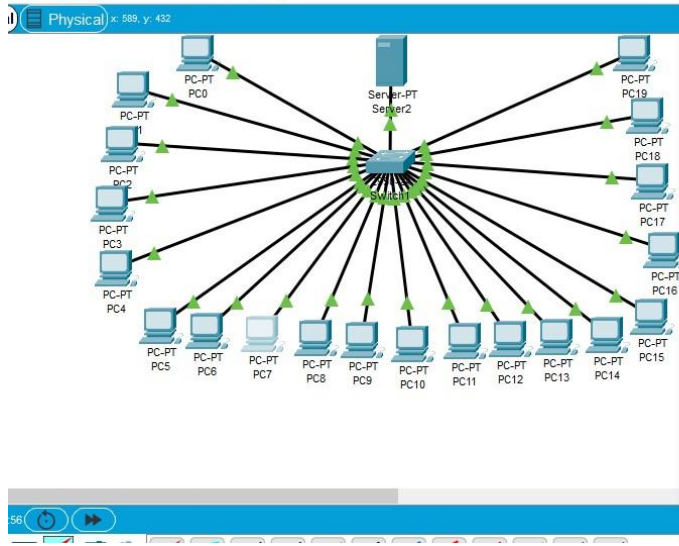 Physical
x: 589, y: 432
PC-PT
PC0
Server-PT
Server2
PC-PT
PC19
PC-PT
1
PC-PT
PC18
PC-PT
PC2
Switch1
PC-PT
PC17
PC-PT
PC3
PC-PT
PC16
PC-PT
PC4
PC-PT
PC5
PC-PT
PC6
PC-PT
PC7
PC-PT
PC8
PC-PT
PC9
PC-PT
PC10
PC-PT
PC11
PC-PT
PC12
PC-PT
PC13
PC-PT
PC14
PC-PT
PC15
:56